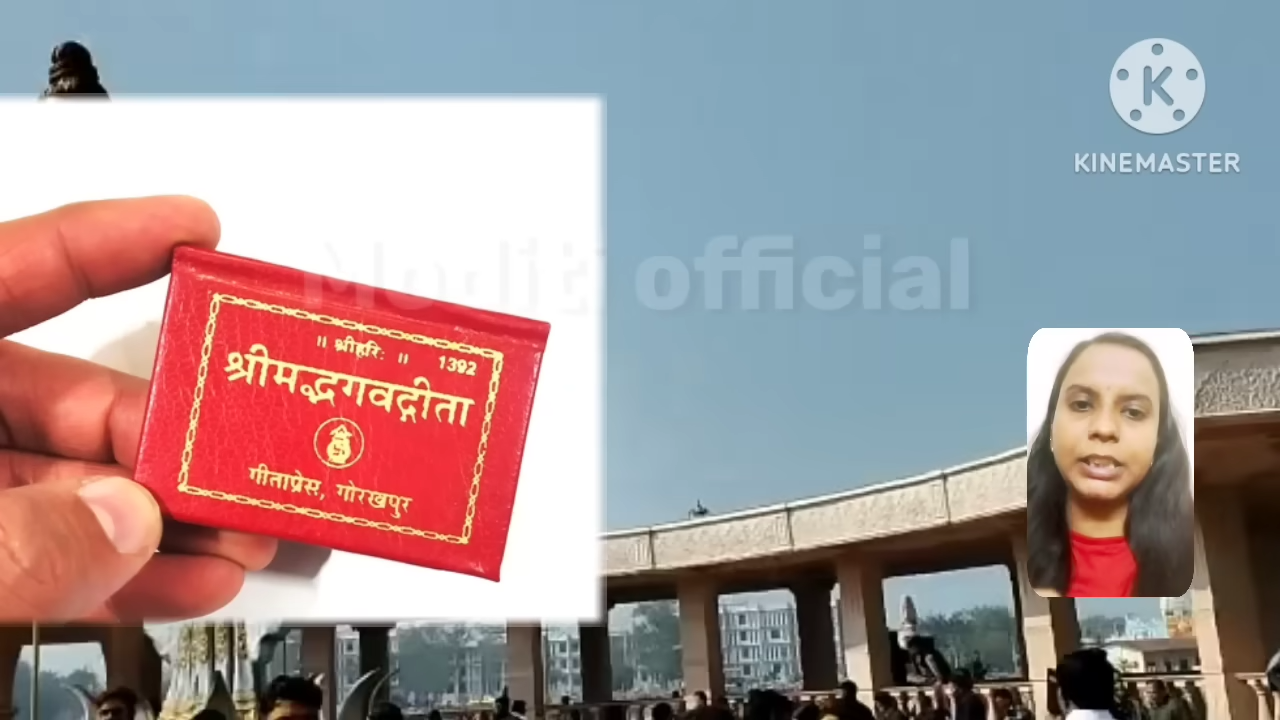 KINEMASTER
official
॥ श्रीहरिः ॥ 1392
श्रीमद्भगवद्गीता
गीताप्रेस, गोरखपुर